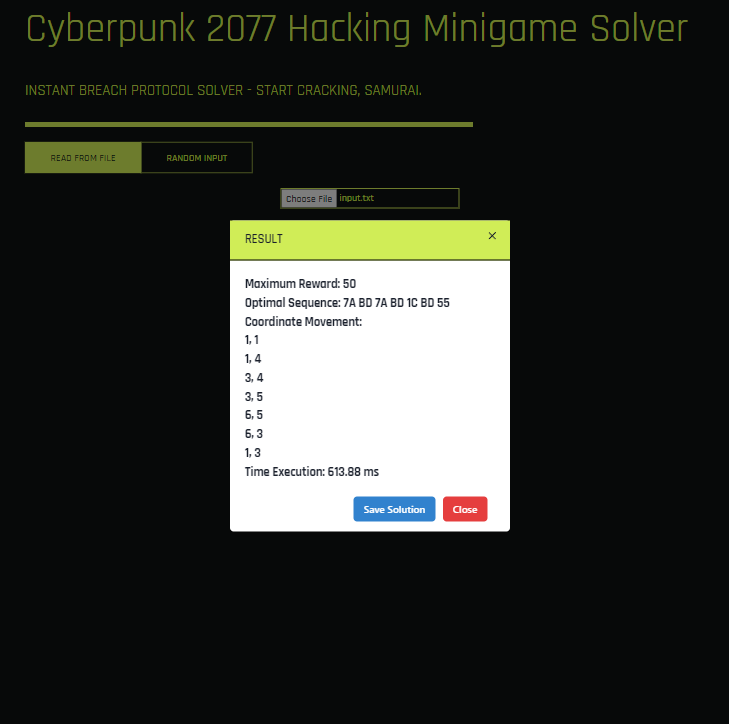 Cyberpunk 2077 Hacking Minigame Solver
INSTANT BREACH PROTOCOL SOLVER - START CRACKING, SAMURAI.
READ FROM FILE
RANDOM INPUT
Choose File
input.txt
RESULT
×
Maximum Reward: 50
Optimal Sequence: 7A BD 7A BD 1C BD 55
Coordinate Movement:
1, 1
1, 4
3, 4
3, 5
6, 5
6, 3
1, 3
Time Execution: 613.88 ms
Save Solution
Close